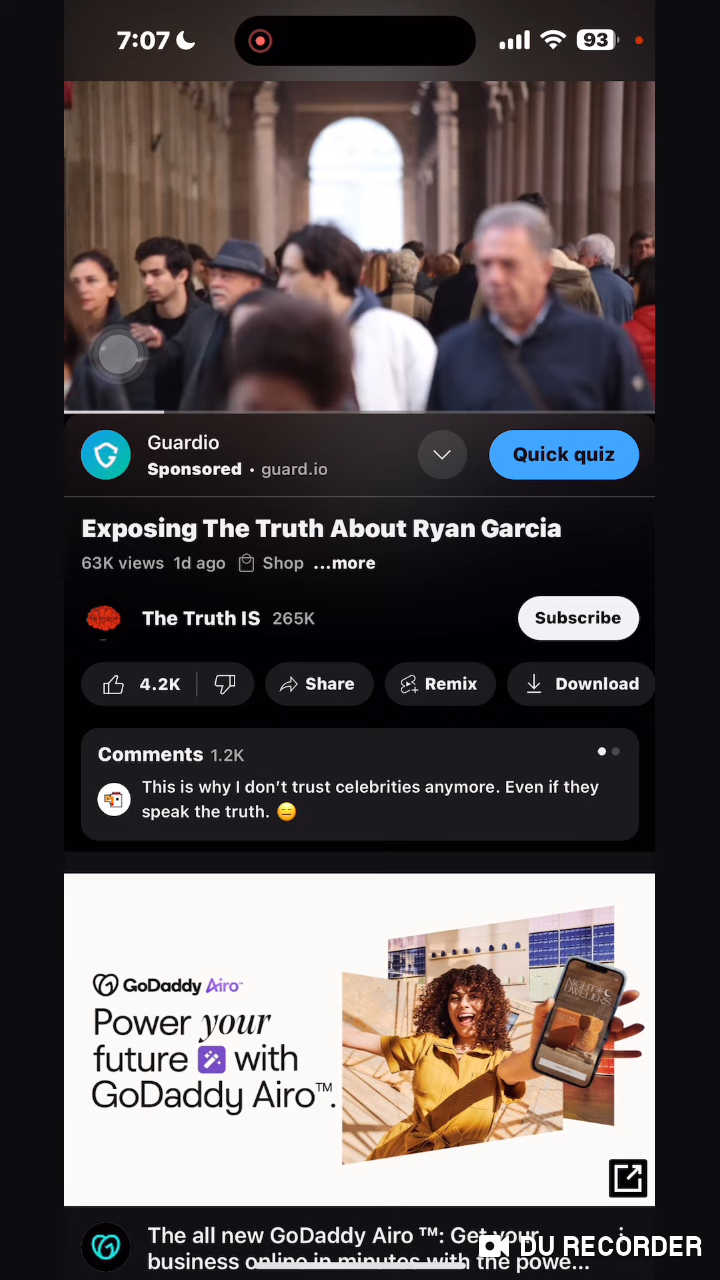 7:07
93
Guardio
Sponsored • guard.io
Quick quiz
Exposing The Truth About Ryan Garcia
63K views 1d ago Shop ...more
The Truth IS 265K
Subscribe
4.2K
Share
Remix
Download
Comments 1.2K
This is why I don't trust celebrities anymore. Even if they
speak the truth. 😑
GoDaddy Airo™
Power your
future with
GoDaddy Airo™.
NIGHT
DWELLERS
The all new GoDaddy Airo ™: Get your
business online in minutes with the powe...
DU RECORDER